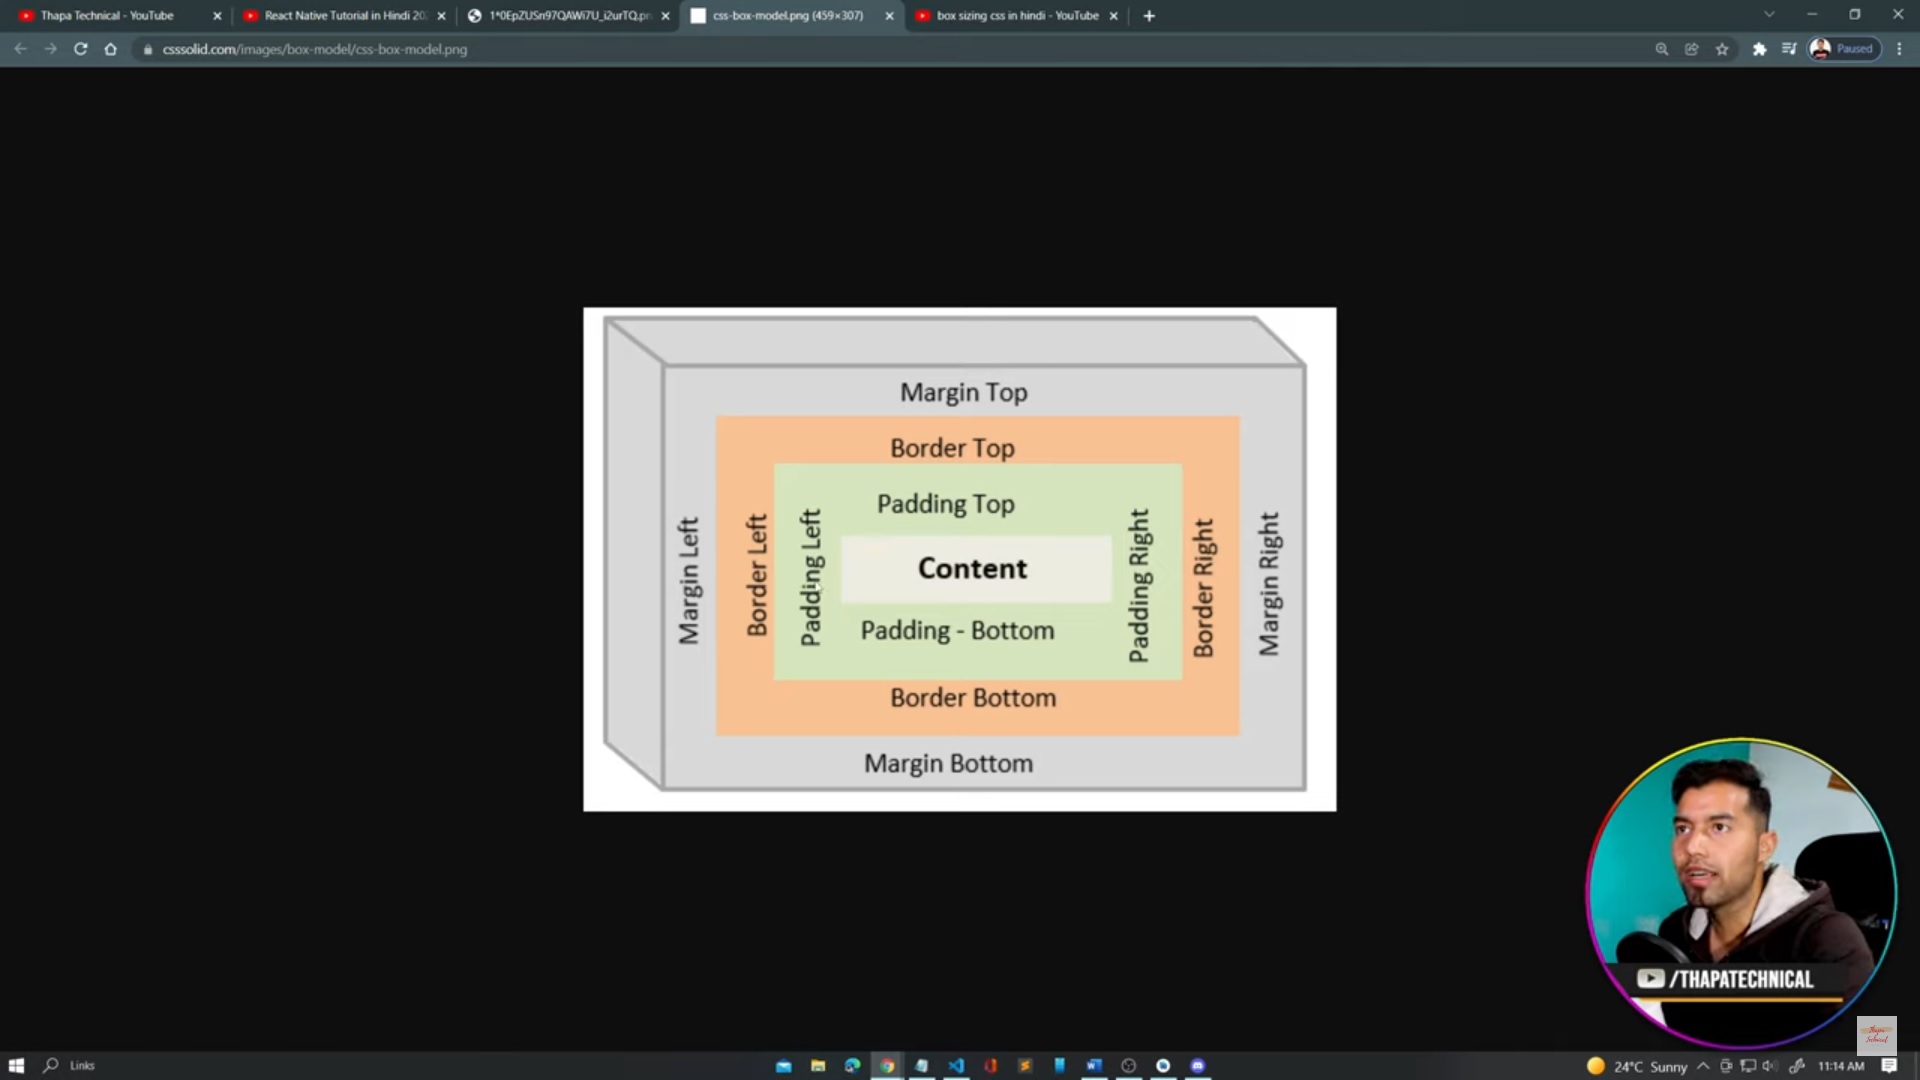 Thapa Technical - YouTube
React Native Tutorial in Hindi 20
1*0EpZUSn97QAWi7U_i2urTQ.pn
css-box-model.png (459×307)
box sizing css in hindi - YouTube
csssolid.com/images/box-model/css-box-model.png
Paused
Margin Top
Border Top
Padding Top
Margin Left
Border Left
Padding Left
Content
Padding Right
Border Right
Margin Right
Padding - Bottom
Border Bottom
Margin Bottom
/THAPATECHNICAL
Thapa
Technical
Links
24°C Sunny
11:14 AM